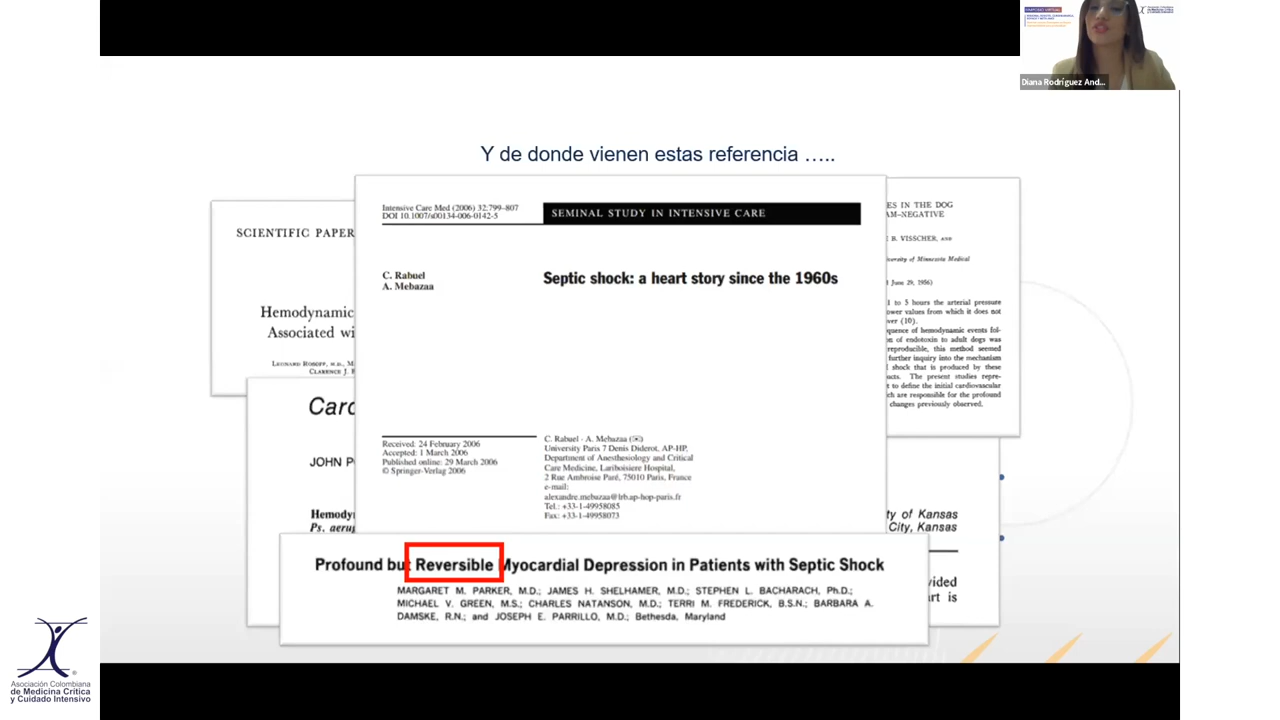 Diana Rodríguez And...
Y de donde vienen estas referencia …..
SCIENTIFIC PAPER
Hemodynamic
Associated wi
Intensive Care Med (2006) 32:799–807
DOI 10.1007/s00134-006-0142-5
SEMINAL STUDY IN INTENSIVE CARE
C. Rabuel
A. Mebazaa
Septic shock: a heart story since the 1960s
Received: 24 February 2006
Accepted: 1 March 2006
Published online: 29 March 2006
© Springer-Verlag 2006
C. Rabuel · A. Mebazaa (✉)
University Paris 7 Denis Diderot, AP-HP,
Department of Anesthesiology and Critical
Care Medicine, Lariboisiere Hospital,
2 Rue Ambroise Paré, 75010 Paris, France
e-mail:
alexandre.mebazaa@lrb.ap-hop-paris.fr
Tel.: +33-1-49958085
Fax: +33-1-49958073
ES IN THE DOG
AM-NEGATIVE
B. VISSCHER, AND
University of Minnesota Medical
June 29, 1956)
1 to 5 hours the arterial pressure
ower values from which it does not
ver (10).
quence of hemodynamic events fol-
on of endotoxin to adult dogs was
reproducible, this method seemed
further inquiry into the mechanism
shock that is produced by these
acts. The present studies repre-
t to define the initial cardiovascular
ch are responsible for the profound
changes previously observed.
Card
JOHN P
Hemody
Ps. aerug
ty of Kansas
City, Kansas
vided
art is
Profound but Reversible Myocardial Depression in Patients with Septic Shock
MARGARET M. PARKER, M.D.; JAMES H. SHELHAMER, M.D.; STEPHEN L. BACHARACH, Ph.D.;
MICHAEL V. GREEN, M.S.; CHARLES NATANSON, M.D.; TERRI M. FREDERICK, B.S.N.; BARBARA A.
DAMSKE, R.N.; and JOSEPH E. PARRILLO, M.D.; Bethesda, Maryland
Asociación Colombiana
de Medicina Crítica
y Cuidado Intensivo